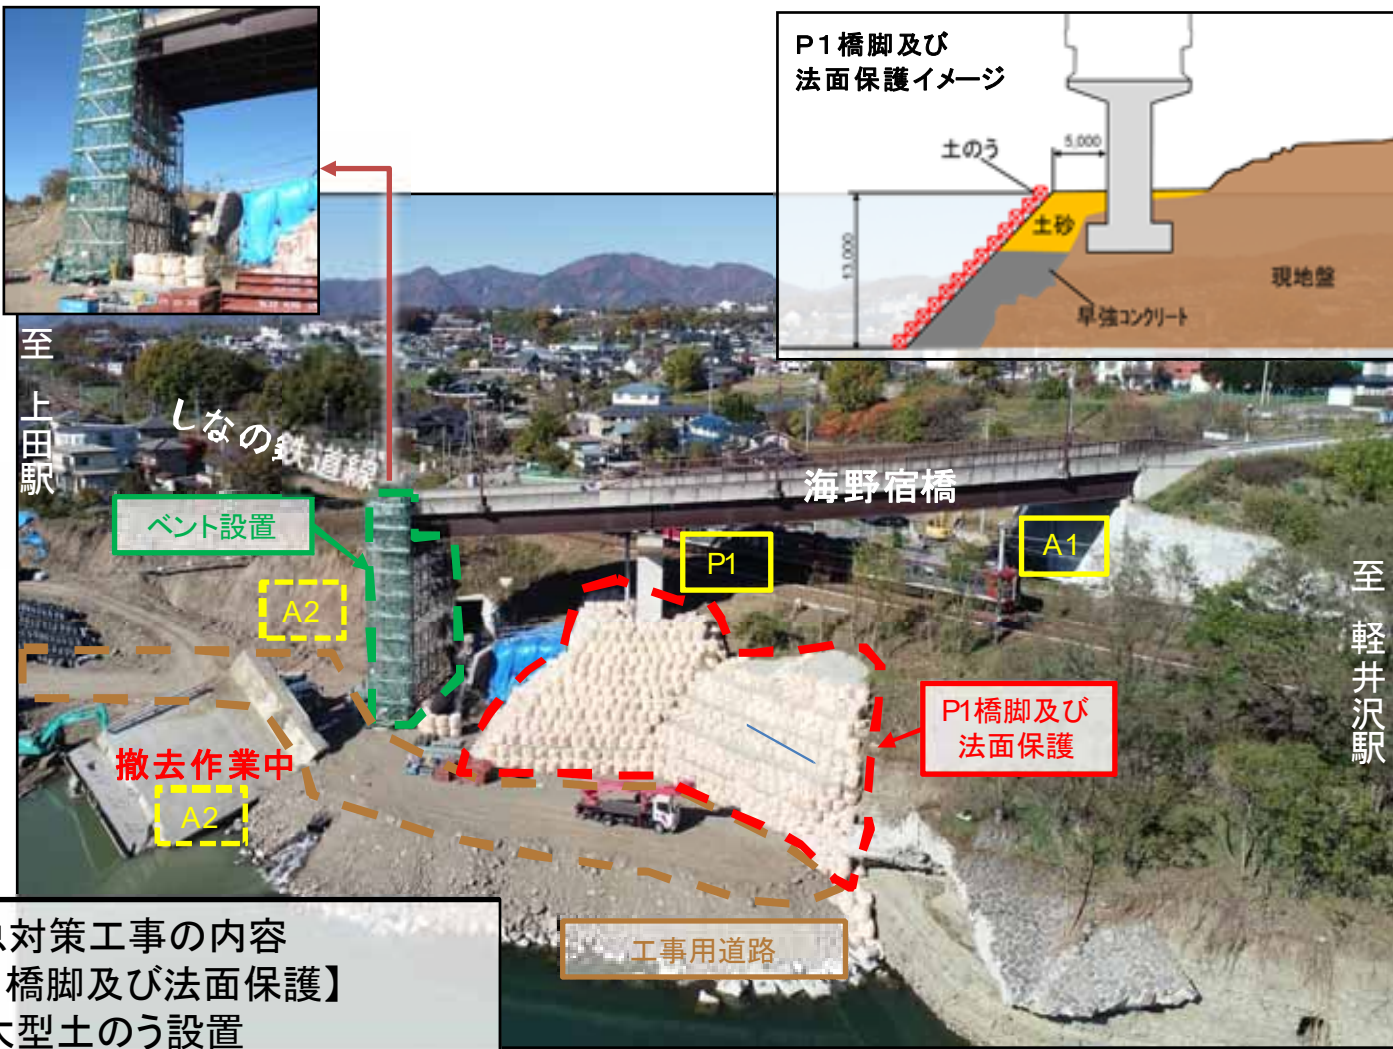 P1橋脚及び
法面保護イメージ
土のう
5,000
土砂
13,000
現地盤
早強コンクリート
至 上田駅
しなの鉄道線
海野宿橋
ベント設置
P1
A1
A2
至 軽井沢駅
P1橋脚及び
法面保護
撤去作業中
A2
工事用道路
対策工事の内容
橋脚及び法面保護】
大型土のう設置